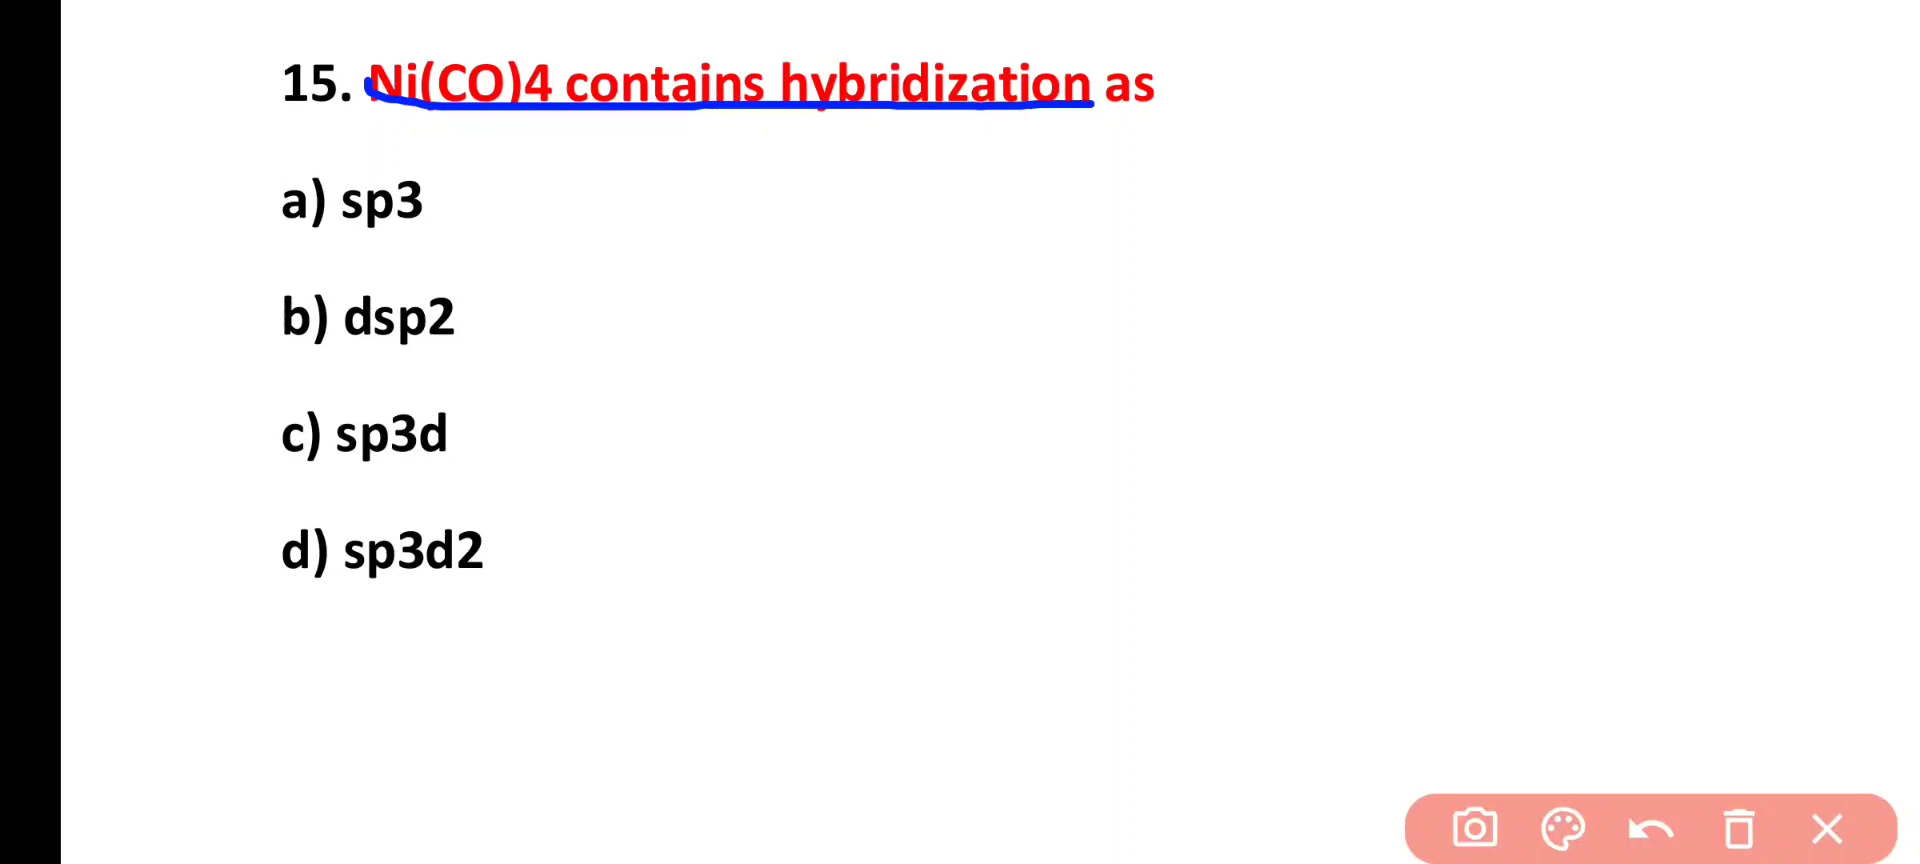 15. Ni(CO)4 contains hybridization as
a) sp3
b) dsp2
c) sp3d
d) sp3d2